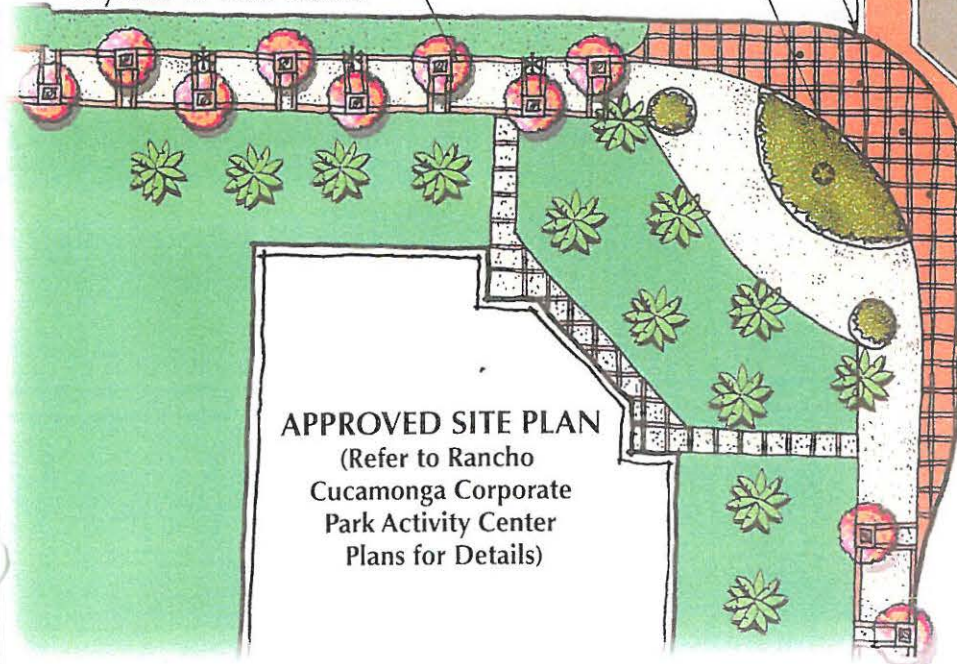 APPROVED SITE PLAN
(Refer to Rancho
Cucamonga Corporate
Park Activity Center
Plans for Details)